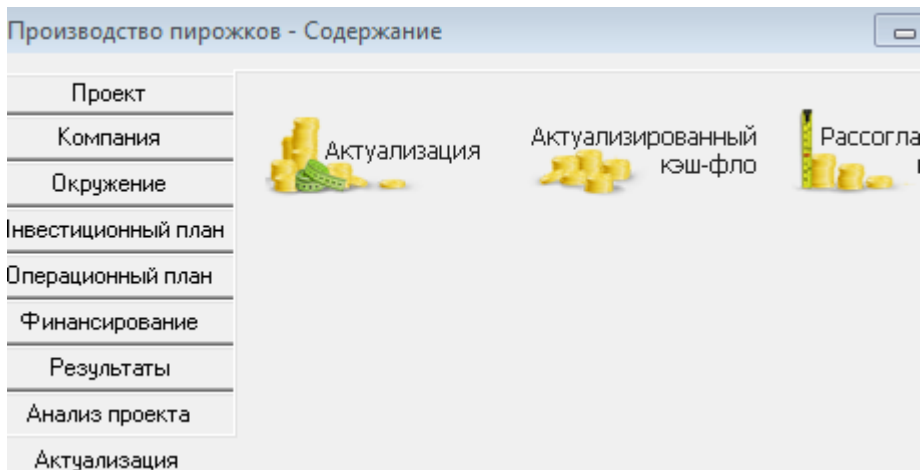 Производство пирожков - Содержание
Проект
Компания
Окружение
Инвестиционный план
Операционный план
Финансирование
Результаты
Анализ проекта
Актуализация
Актуализация
Актуализированный
кэш-фло